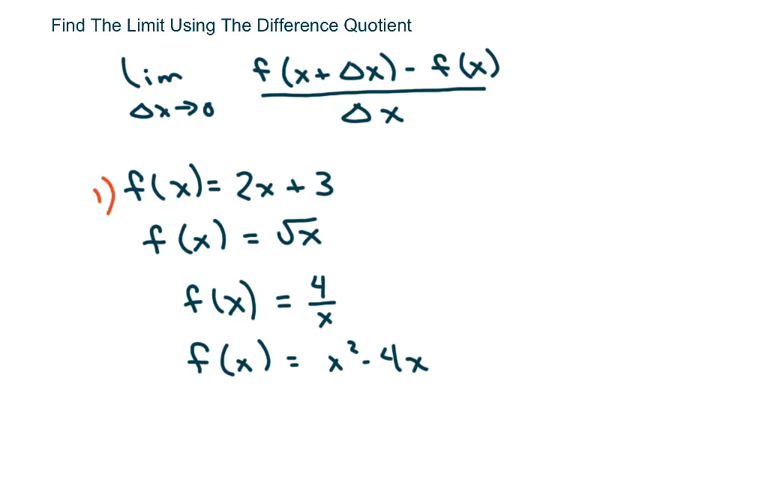 Find The Limit Using The Difference Quotient
lim f(x+Δx)-f(x)
Δx→0 Δx
1) f(x)= 2x+3
f(x) = √x
f(x) = 4/x
f(x) = x²-4x